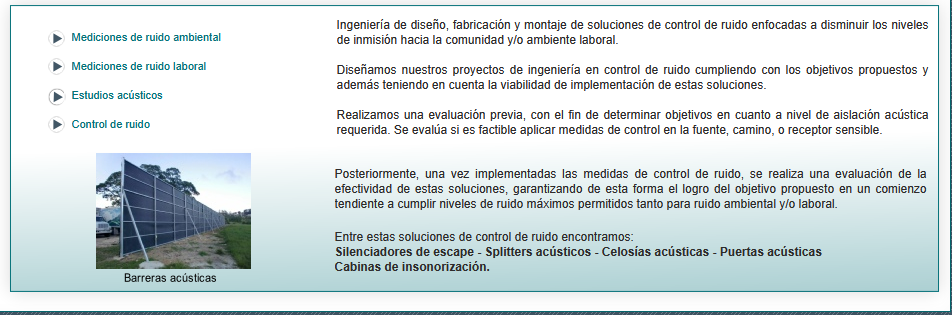 Mediciones de ruido ambiental
Mediciones de ruido laboral
Estudios acústicos
Control de ruido
Barreras acústicas
Ingeniería de diseño, fabricación y montaje de soluciones de control de ruido enfocadas a disminuir los niveles
de inmisión hacia la comunidad y/o ambiente laboral.
Diseñamos nuestros proyectos de ingeniería en control de ruido cumpliendo con los objetivos propuestos y
además teniendo en cuenta la viabilidad de implementación de estas soluciones.
Realizamos una evaluación previa, con el fin de determinar objetivos en cuanto a nivel de aislación acústica
requerida. Se evalúa si es factible aplicar medidas de control en la fuente, camino, o receptor sensible.
Posteriormente, una vez implementadas las medidas de control de ruido, se realiza una evaluación de la
efectividad de estas soluciones, garantizando de esta forma el logro del objetivo propuesto en un comienzo
tendiente a cumplir niveles de ruido máximos permitidos tanto para ruido ambiental y/o laboral.
Entre estas soluciones de control de ruido encontramos:
Silenciadores de escape - Splitters acústicos - Celosías acústicas - Puertas acústicas
Cabinas de insonorización.